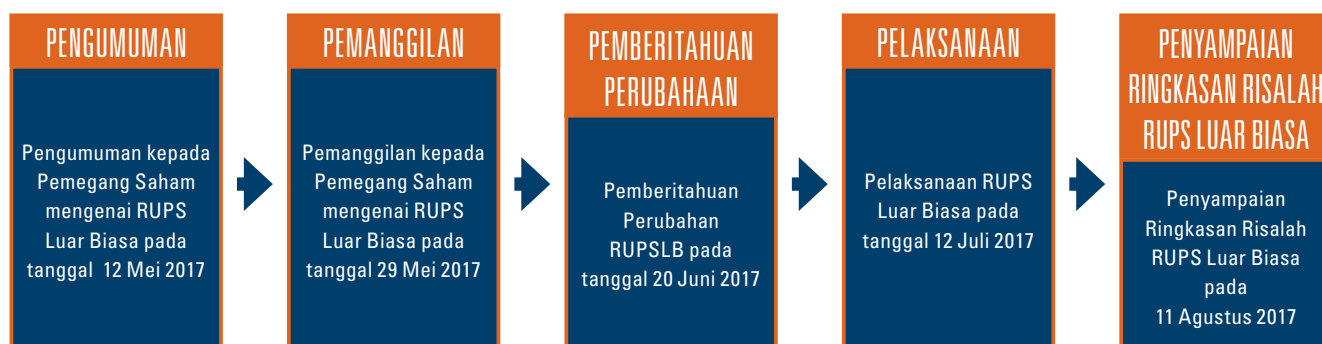 PENGUMUMAN
Pengumuman kepada
Pemegang Saham
mengenai RUPS
Luar Biasa pada
tanggal 12 Mei 2017
PEMANGGILAN
Pemanggilan kepada
Pemegang Saham
mengenai RUPS
Luar Biasa pada
tanggal 29 Mei 2017
PEMBERITAHUAN
PERUBAHAAN
Pemberitahuan
Perubahan
RUPSLB pada
tanggal 20 Juni 2017
PELAKSANAAN
Pelaksanaan RUPS
Luar Biasa pada
tanggal 12 Juli 2017
PENYAMPAIAN
RINGKASAN RISALAH
RUPS LUAR BIASA
Penyampaian
Ringkasan Risalah
RUPS Luar Biasa
pada
11 Agustus 2017